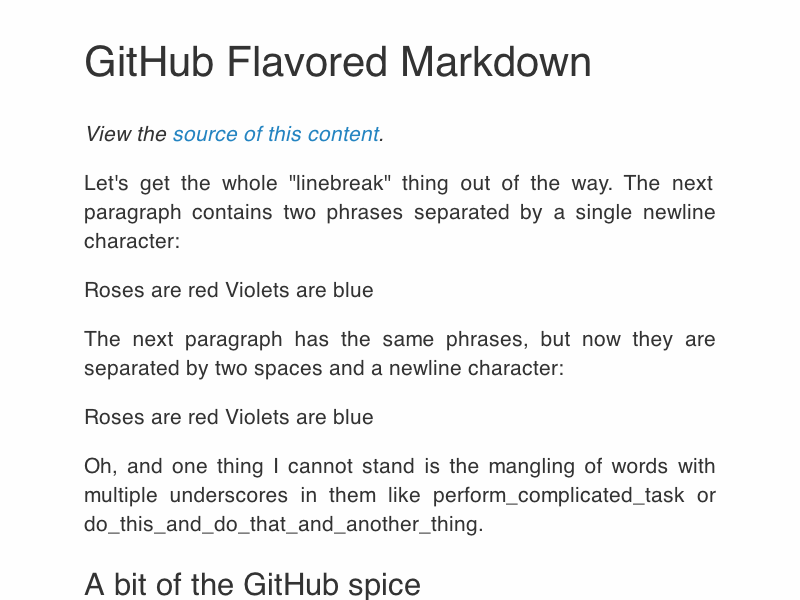 GitHub Flavored Markdown
View the source of this content.
Let's get the whole "linebreak" thing out of the way. The next
paragraph contains two phrases separated by a single newline
character:
Roses are red Violets are blue
The next paragraph has the same phrases, but now they are
separated by two spaces and a newline character:
Roses are red Violets are blue
Oh, and one thing I cannot stand is the mangling of words with
multiple underscores in them like perform_complicated_task or
do_this_and_do_that_and_another_thing.
A bit of the GitHub spice